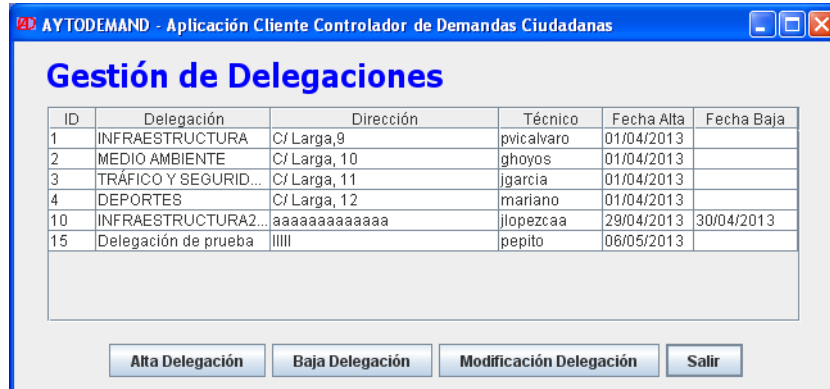 AYTODEMAND - Aplicación Cliente Controlador de Demandas Ciudadanas
Gestión de Delegaciones
ID Delegación Dirección Técnico Fecha Alta Fecha Baja
1 INFRAESTRUCTURA C/ Larga,9 pvicalvaro 01/04/2013
2 MEDIO AMBIENTE C/ Larga, 10 ghoyos 01/04/2013
3 TRÁFICO Y SEGURID... C/ Larga, 11 jgarcia 01/04/2013
4 DEPORTES C/ Larga, 12 mariano 01/04/2013
10 INFRAESTRUCTURA2... aaaaaaaaaaaaa jlopezcaa 29/04/2013 30/04/2013
15 Delegación de prueba lllll pepito 06/05/2013
Alta Delegación Baja Delegación Modificación Delegación Salir